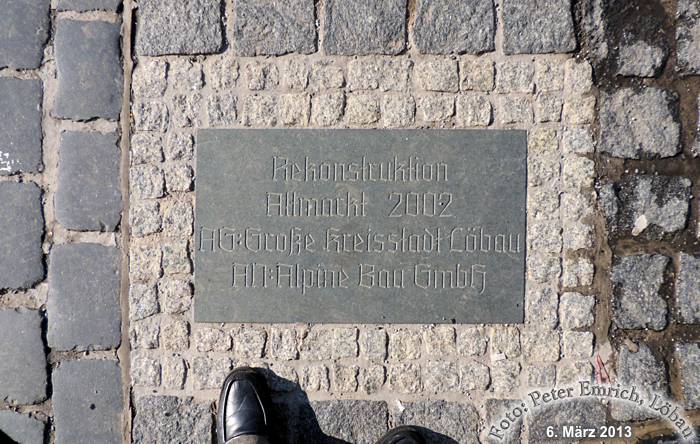 Rekonstruktion
Altmarkt 2002
AG:Große Kreisstadt Löbau
AN:Alpine Bau GmbH
Foto: Peter Emrich, Löbau
6. März 2013